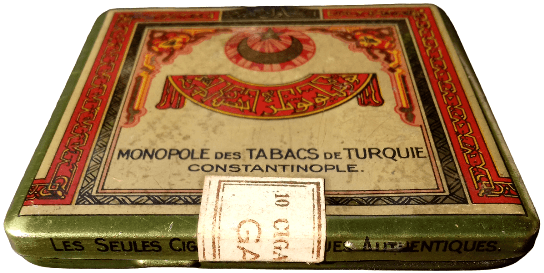 MONOPOLE DES TABACS DE TURQUIE
CONSTANTINOPLE.
10 CIGA
GA
LES SEULES CIG UES AUTHENTIQUES.